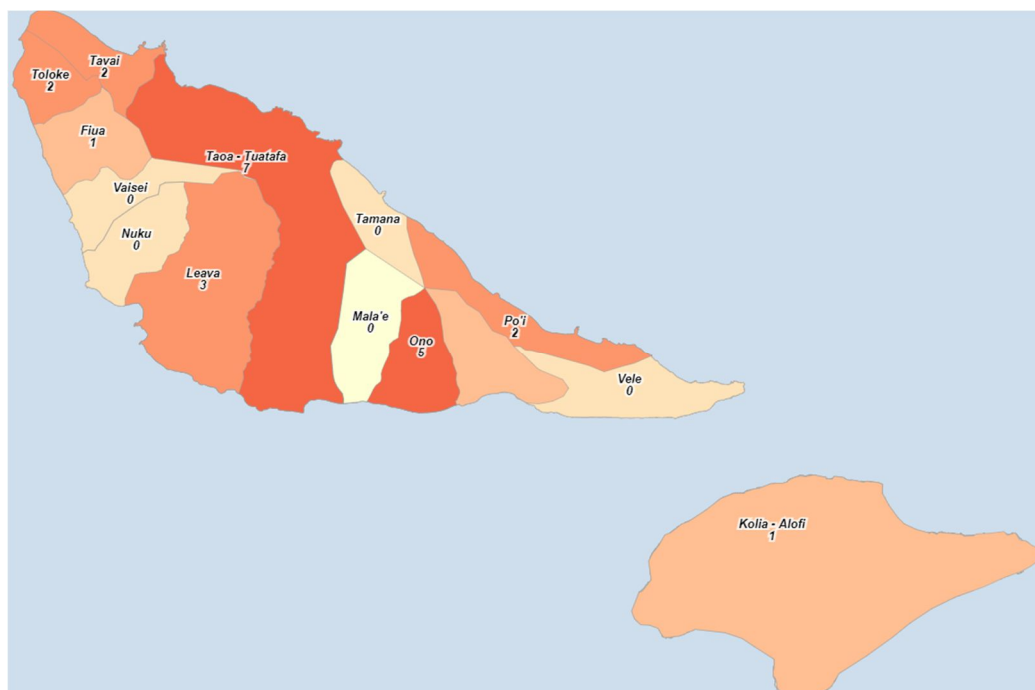 Tavai
2
Toloke
2
Fiua
1
Taoa - Tuatafa
7
Vaisei
0
Nuku
0
Tamana
0
Leava
3
Mala'e
0
Po'i
2
Ono
5
Vele
0
Kolia - Alofi
1